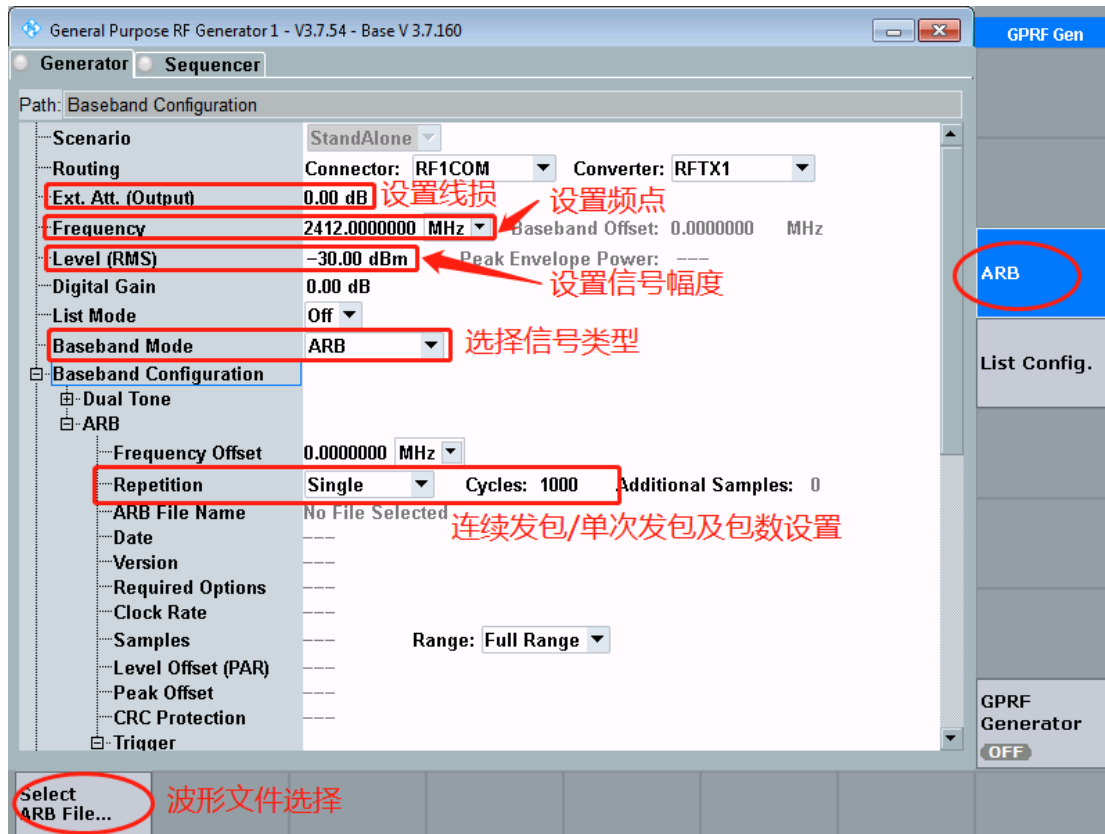 General Purpose RF Generator 1 - V3.7.54 - Base V 3.7.160
GPRF Gen
Generator Sequencer
Path: Baseband Configuration
Scenario StandAlone
Routing Connector: RF1COM Converter: RFTX1
Ext. Att. (Output) 0.00 dB 设置线损
设置频点
Frequency 2412.0000000 MHz Baseband Offset: 0.0000000 MHz
Level (RMS) -30.00 dBm Peak Envelope Power: ---
ARB
设置信号幅度
Digital Gain 0.00 dB
List Mode Off
Baseband Mode ARB 选择信号类型
List Config.
Baseband Configuration
Dual Tone
ARB
Frequency Offset 0.0000000 MHz
Repetition Single Cycles: 1000 Additional Samples: 0
ARB File Name No File Selected
连续发包/单次发包及包数设置
Date ---
Version ---
Required Options ---
Clock Rate ---
Samples --- Range: Full Range
Level Offset (PAR) ---
Peak Offset ---
CRC Protection ---
Trigger
GPRF
Generator
OFF
Select
ARB File...
波形文件选择